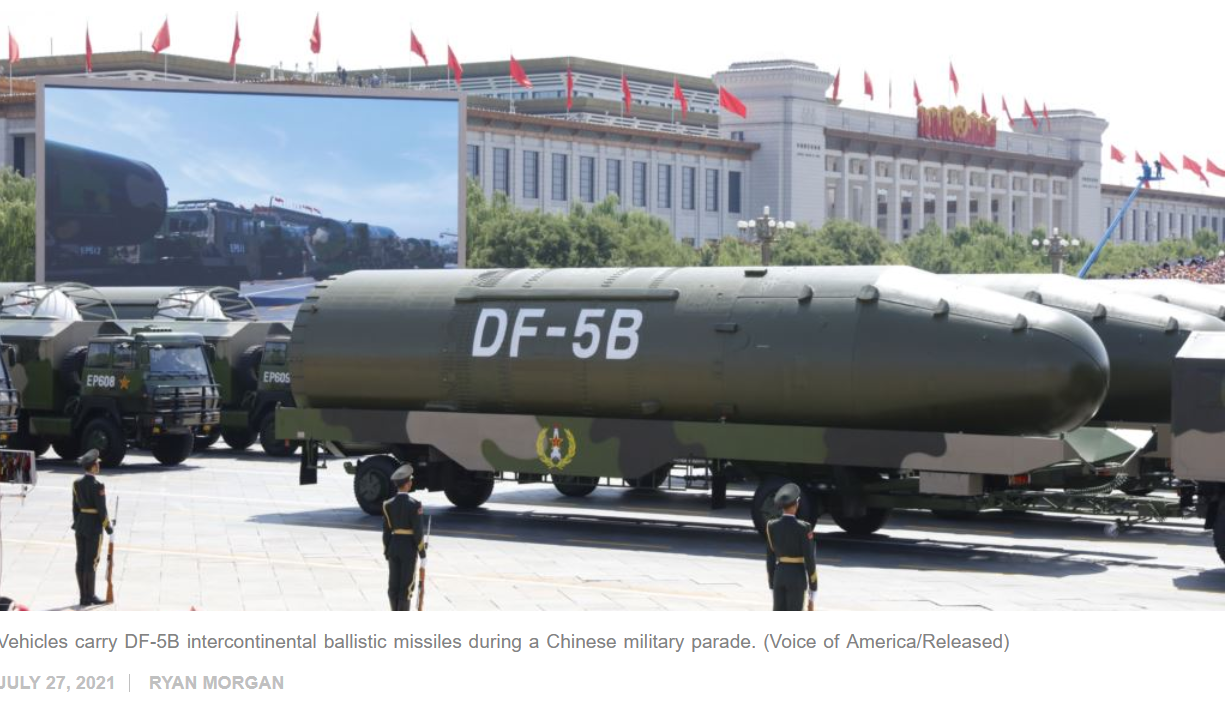 DF-5B
EP608
Vehicles carry DF-5B intercontinental ballistic missiles during a Chinese military parade. (Voice of America/Released)
JULY 27, 2021 | RYAN MORGAN